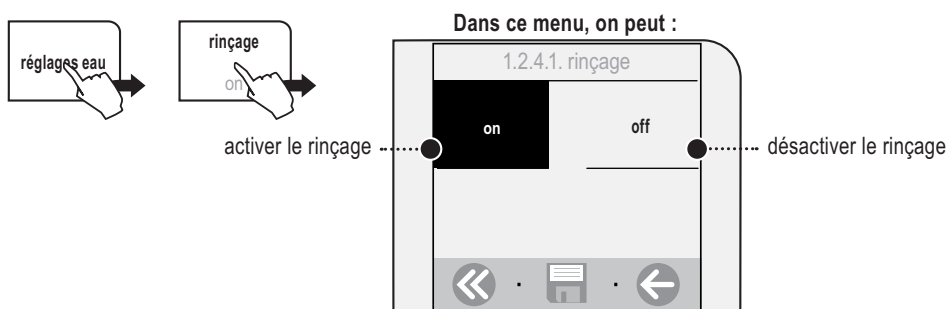 Dans ce menu, on peut :
réglages eau
rinçage
on
1.2.4.1. rinçage
on
off
activer le rinçage
désactiver le rinçage